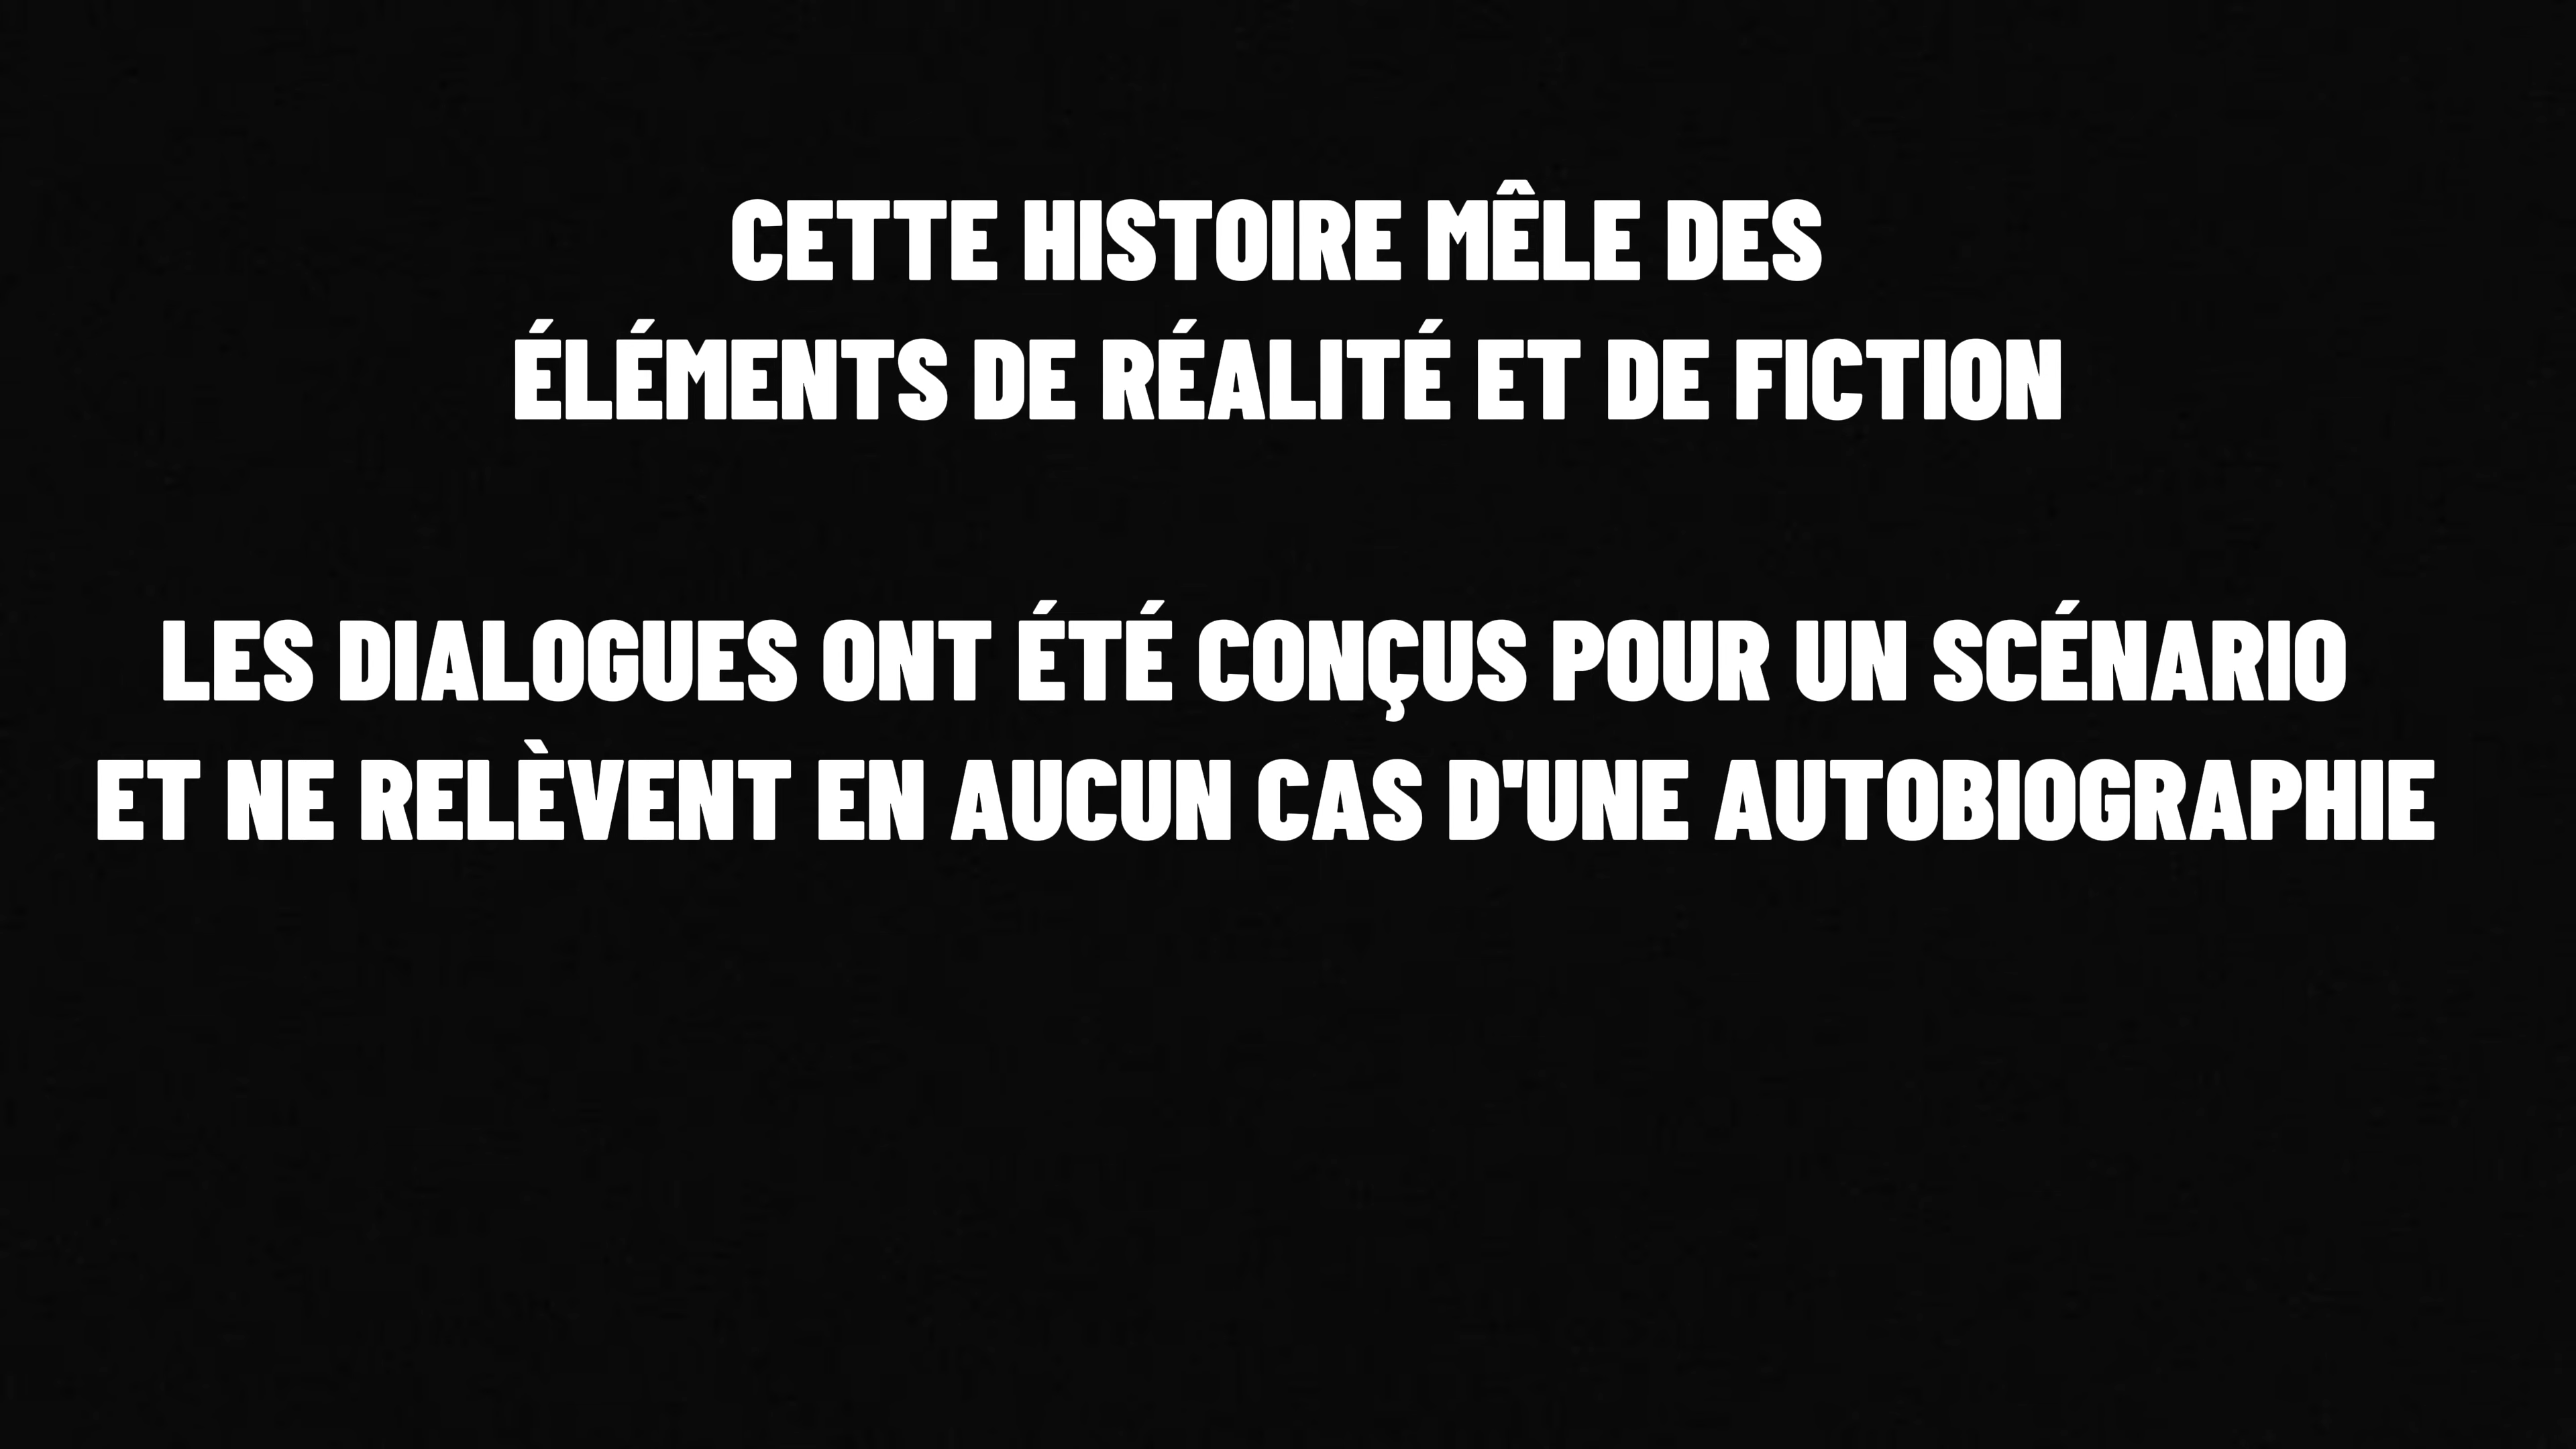 CETTE HISTOIRE MÊLE DES
ÉLÉMENTS DE RÉALITÉ ET DE FICTION
LES DIALOGUES ONT ÉTÉ CONÇUS POUR UN SCÉNARIO
ET NE RELÈVENT EN AUCUN CAS D'UNE AUTOBIOGRAPHIE